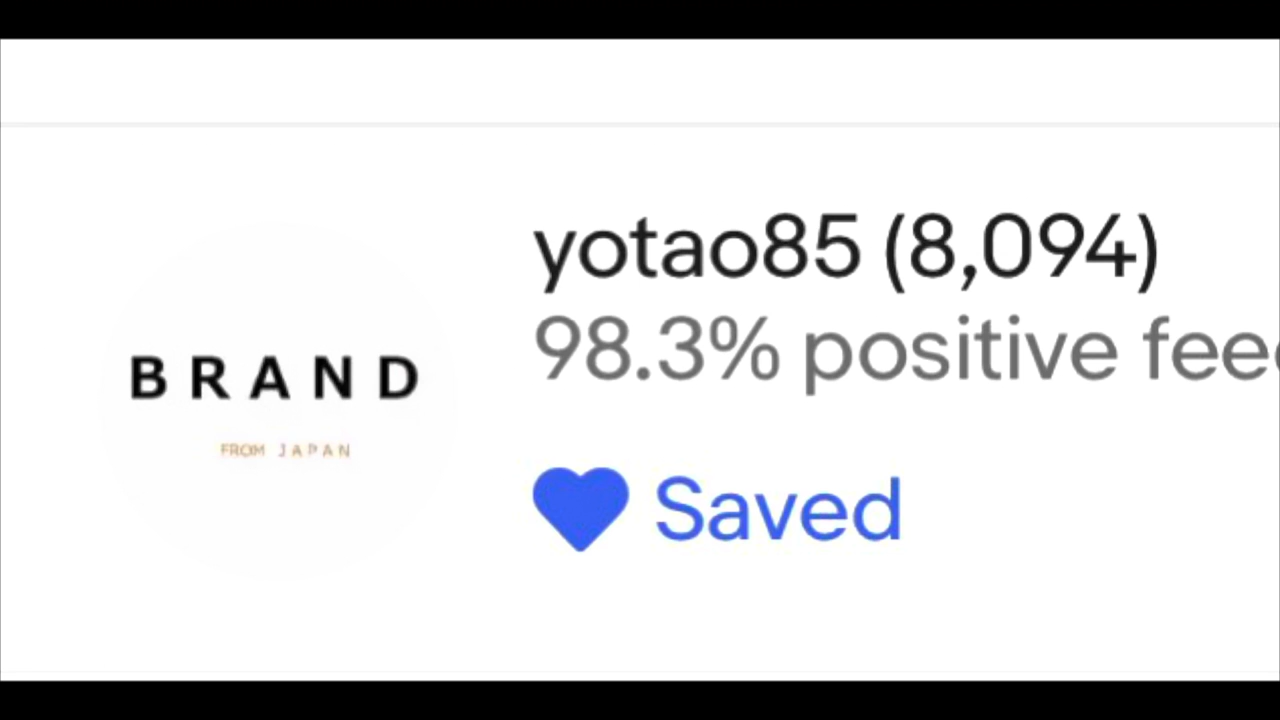 BRAND
FROM JAPAN
yotao85 (8,094)
98.3% positive
Saved